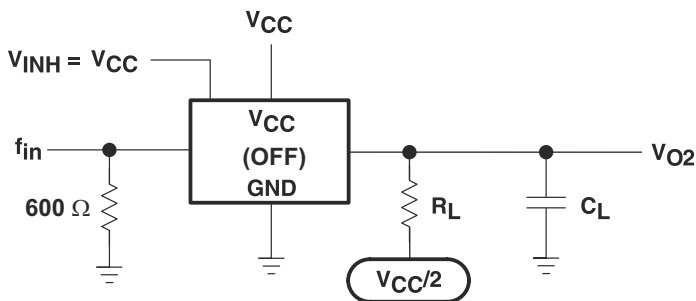 VCC
VINH = VCC
VCC
(OFF)
GND
fin
VO2
600 Ω
RL
CL
VCC/2